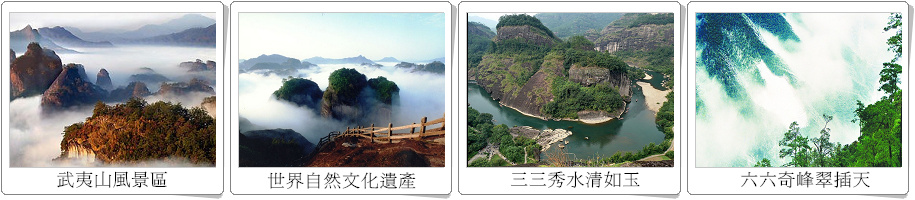 武夷山風景區
世界自然文化遺產
三三秀水清如玉
六六奇峰翠插天